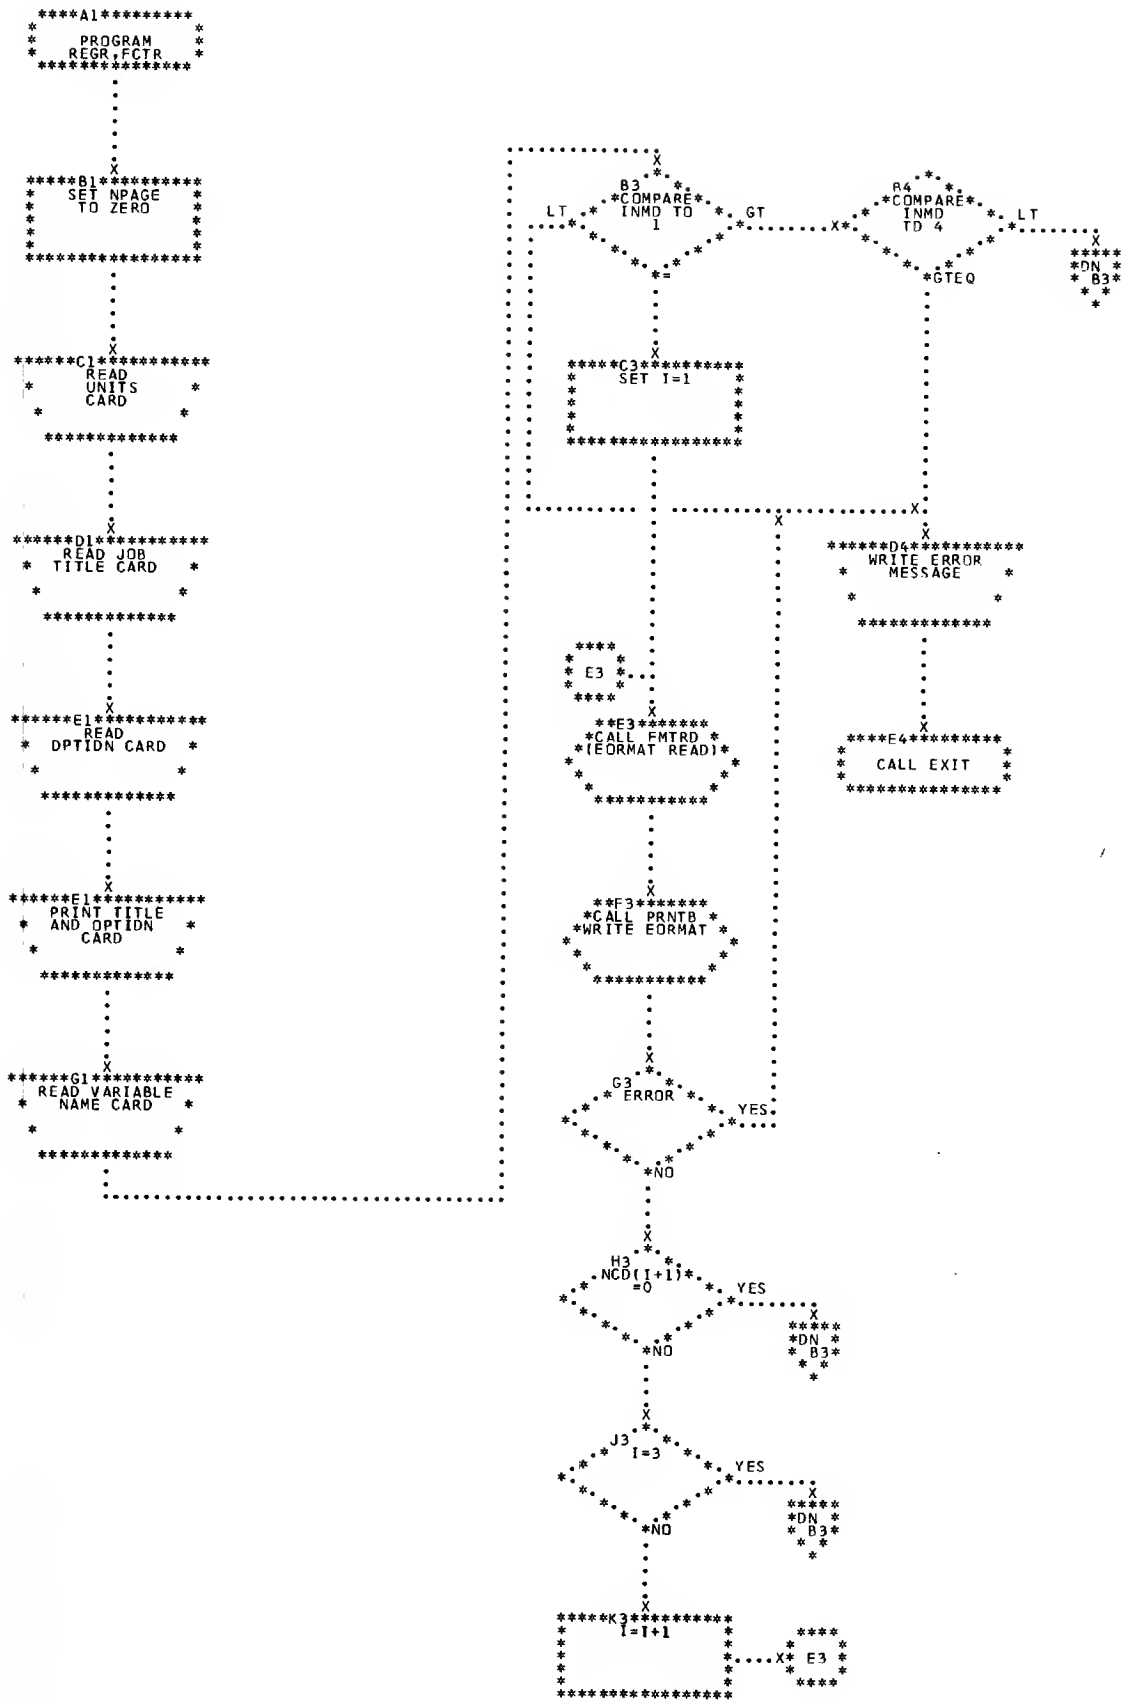 A1
PROGRAM
REGR,FCTR
B1
SET NPAGE
TO ZERO
C1
READ
UNITS
CARD
D1
READ JOB
TITLE CARD
E1
READ
OPTION CARD
E1
PRINT TITLE
AND OPTION
CARD
G1
READ VARIABLE
NAME CARD
B3
COMPARE
INMD TO
1
LT
GT
=
C3
SET I=1
E3
E3
CALL FMTRD
(EORMAT READ)
F3
CALL PRNTB
WRITE EORMAT
G3
ERROR
YES
NO
H3
NCD(I+1)
=0
YES
NO
DN
B3
J3
I=3
YES
NO
DN
B3
K3
I=I+1
E3
B4
COMPARE
INMD
TO 4
LT
GTEQ
DN
B3
D4
WRITE ERROR
MESSAGE
E4
CALL EXIT